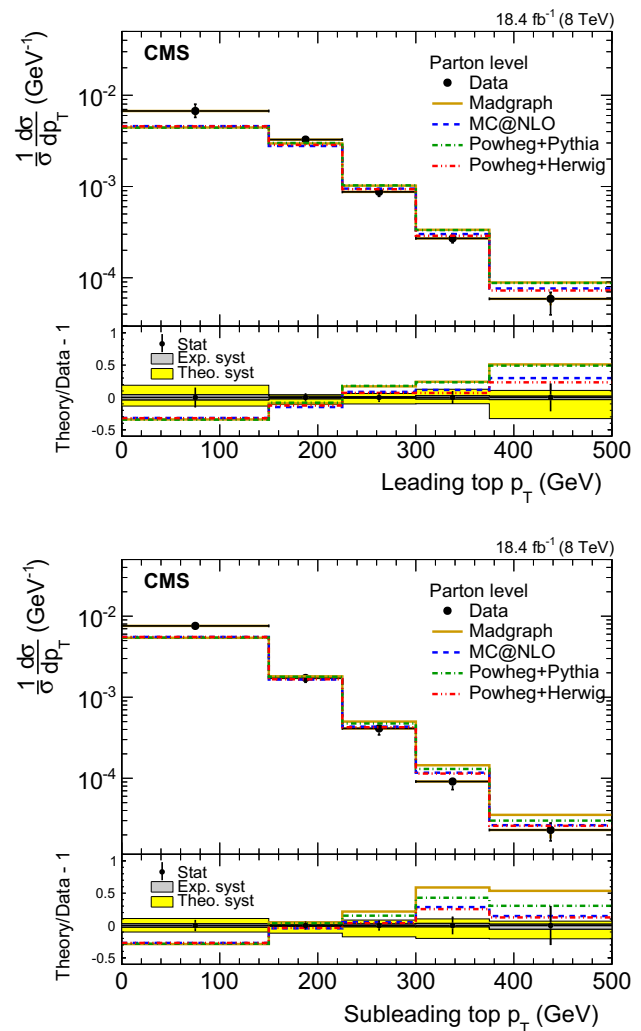 18.4 fb⁻¹ (8 TeV)
CMS
Parton level
Data
Madgraph
MC@NLO
Powheg+Pythia
Powheg+Herwig
1/σ dσ/dp_T (GeV⁻¹)
10⁻²
10⁻³
10⁻⁴
Stat
Exp. syst
Theo. syst
Theory/Data - 1
1
0.5
0
-0.5
0 100 200 300 400 500
Leading top p_T (GeV)
18.4 fb⁻¹ (8 TeV)
CMS
Parton level
Data
Madgraph
MC@NLO
Powheg+Pythia
Powheg+Herwig
1/σ dσ/dp_T (GeV⁻¹)
10⁻²
10⁻³
10⁻⁴
Stat
Exp. syst
Theo. syst
Theory/Data - 1
1
0.5
0
-0.5
0 100 200 300 400 500
Subleading top p_T (GeV)